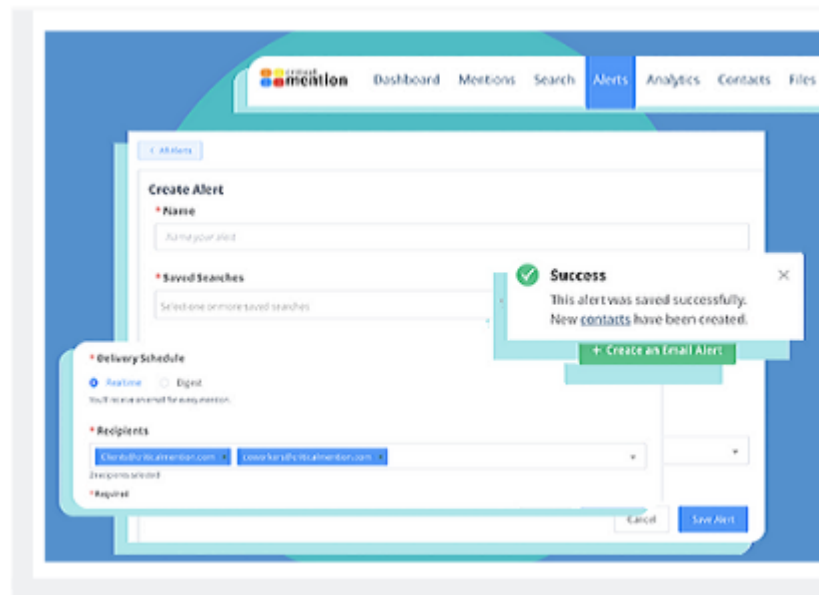 critical
mention
Dashboard Mentions Search Alerts Analytics Contacts Files
< All Alerts
Create Alert
* Name
Name your alert
* Saved Searches
Select one or more saved searches
Success
This alert was saved successfully.
New contacts have been created.
+ Create an Email Alert
* Delivery Schedule
Realtime Digest
You'll receive an email for every mention.
* Recipients
Clients@criticalmention.com × coworkers@criticalmention.com ×
2 recipients selected
* Required
Cancel Save Alert